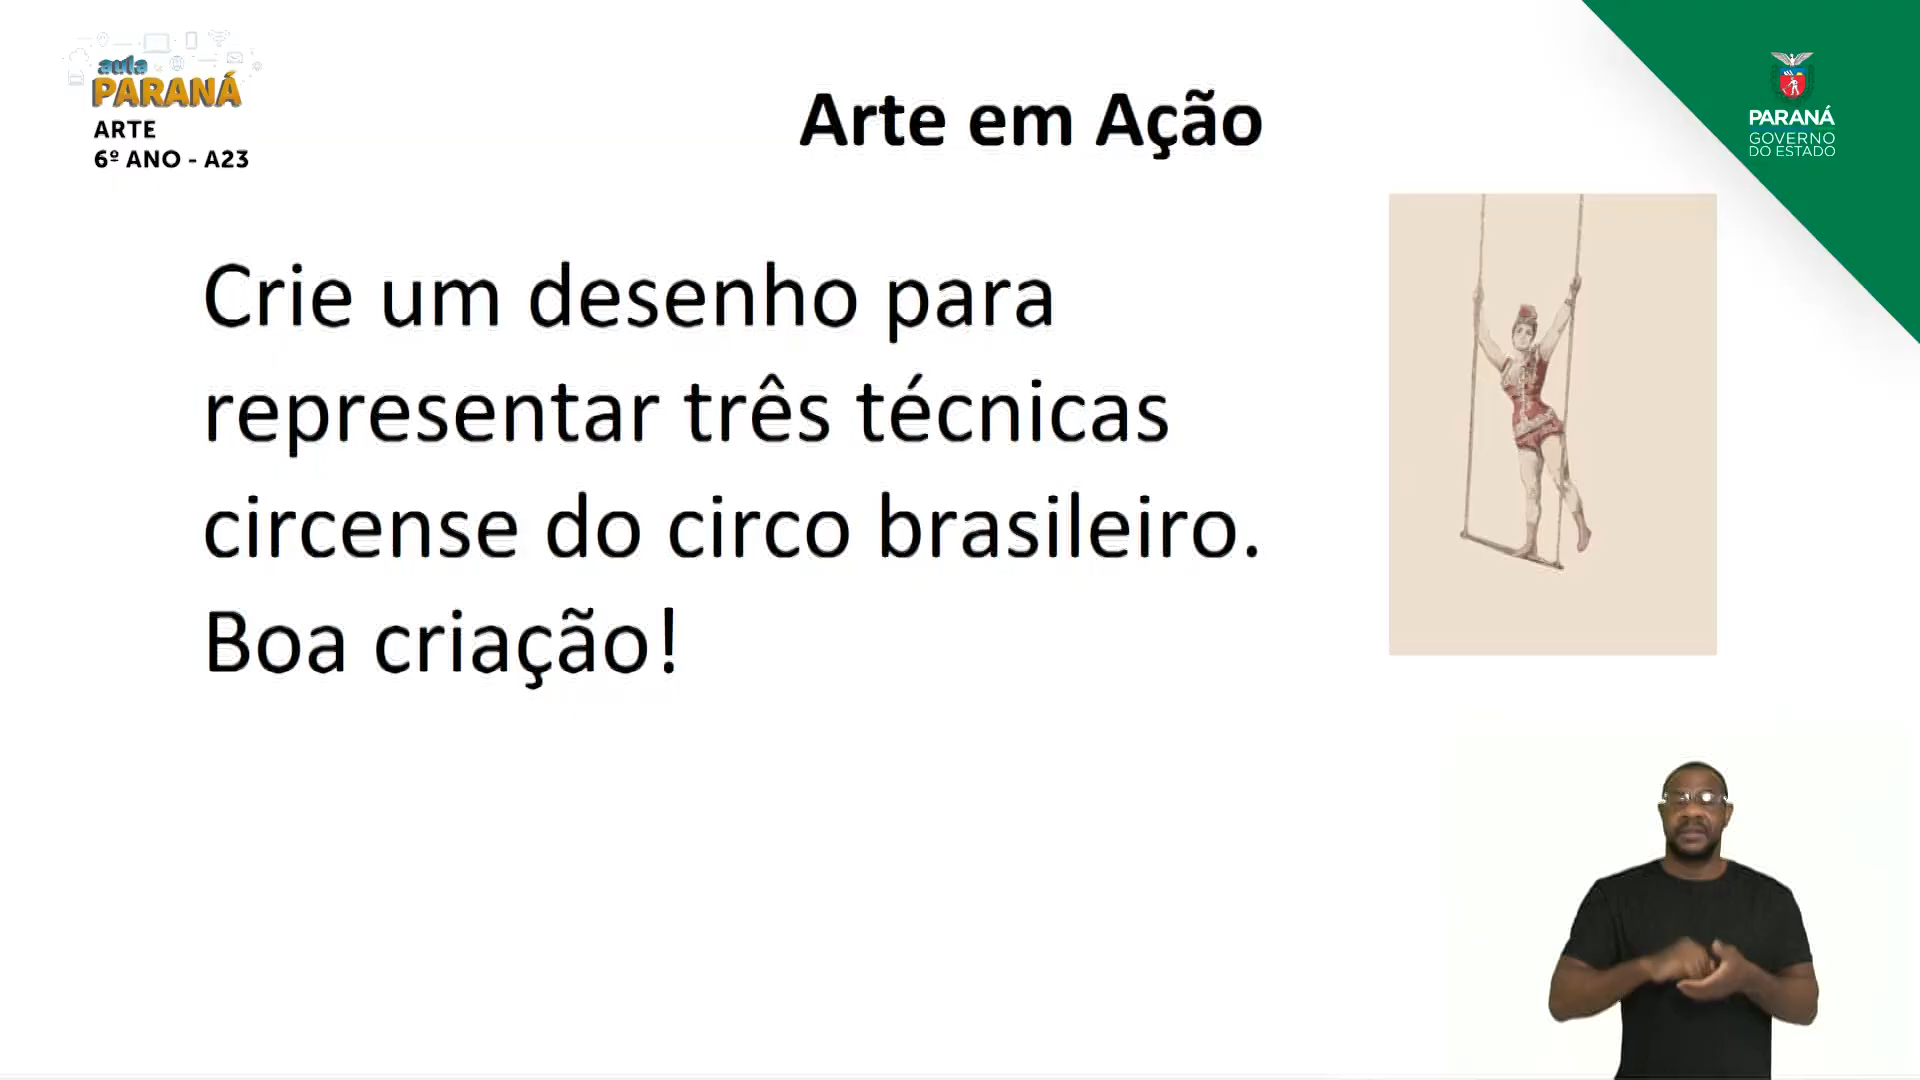 aula
PARANÁ
ARTE
6º ANO - A23
Arte em Ação
PARANÁ
GOVERNO
DO ESTADO
Crie um desenho para
representar três técnicas
circense do circo brasileiro.
Boa criação!